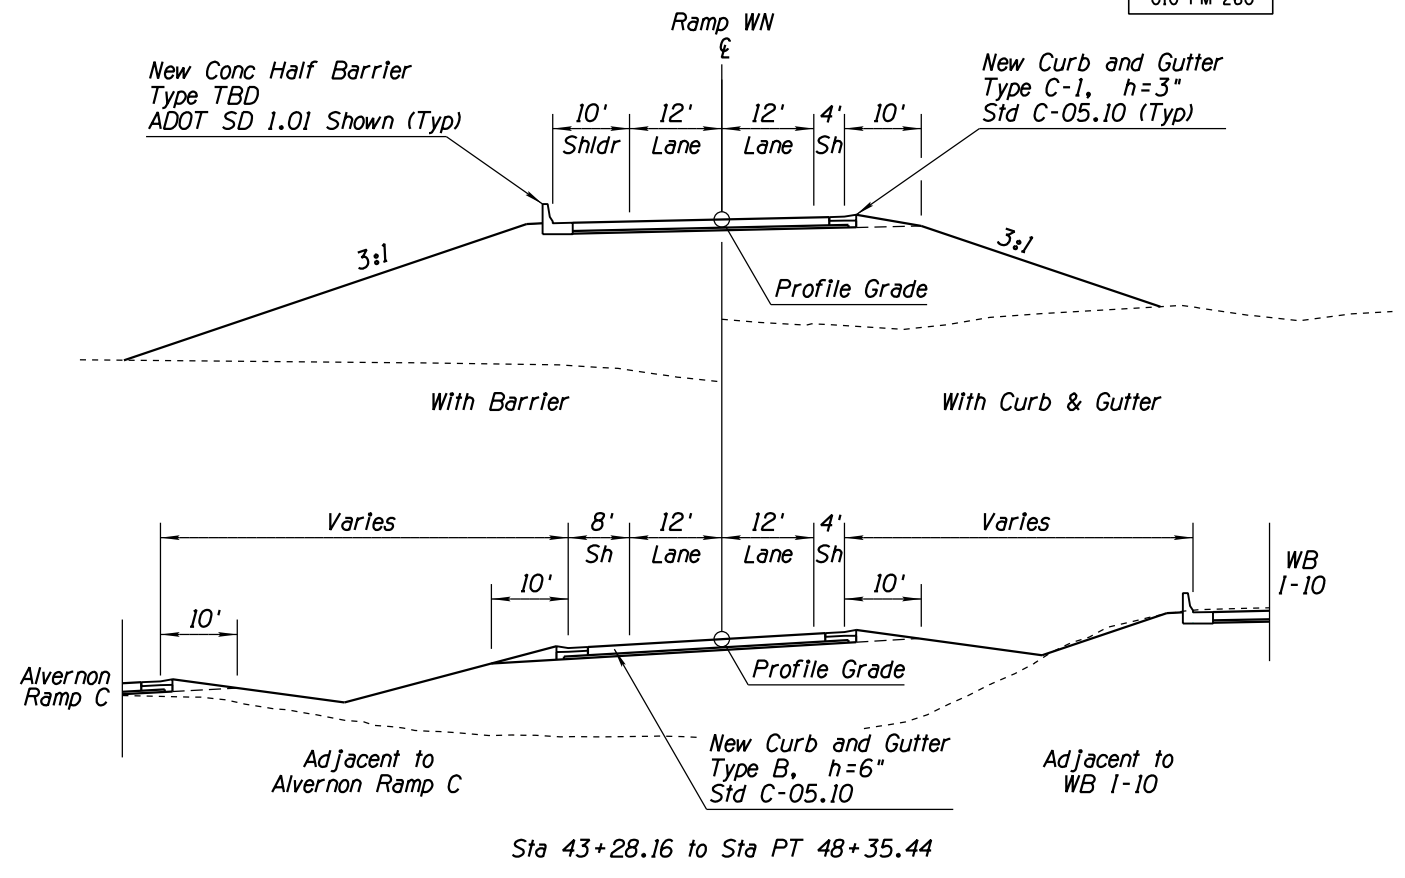 Ramp WN
℄
New Conc Half Barrier
Type TBD
ADOT SD 1.01 Shown (Typ)
New Curb and Gutter
Type C-1, h=3"
Std C-05.10 (Typ)
10' 12' 12' 4' 10'
Shldr Lane Lane Sh
3:1
3:1
Profile Grade
With Barrier
With Curb & Gutter
Varies 8' 12' 12' 4' Varies
Sh Lane Lane Sh
10' 10'
10'
WB
I-10
Alvernon
Ramp C
Profile Grade
New Curb and Gutter
Type B, h=6"
Std C-05.10
Adjacent to
Alvernon Ramp C
Adjacent to
WB I-10
Sta 43+28.16 to Sta PT 48+35.44